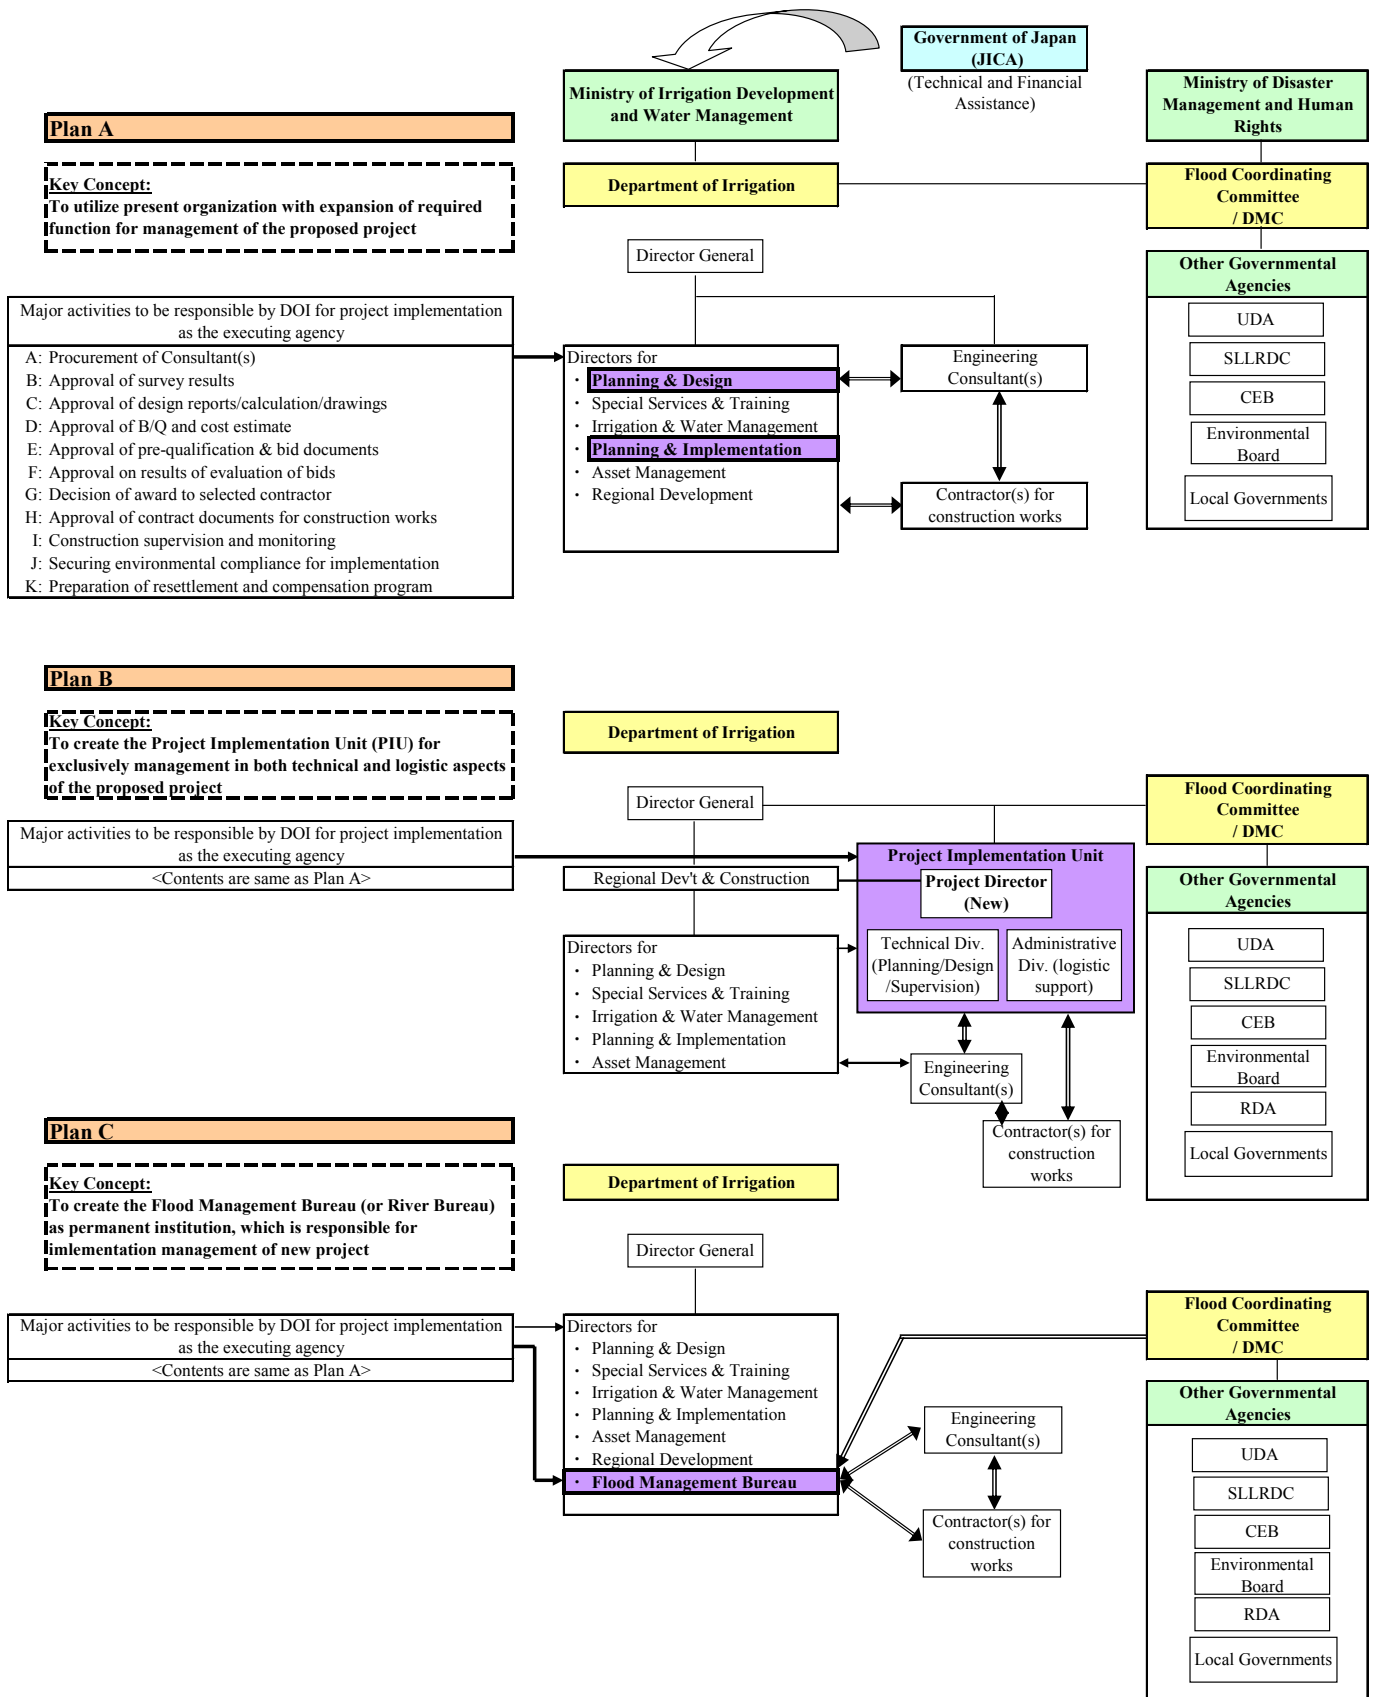 Government of Japan
(JICA)
(Technical and Financial
Assistance)
Ministry of Irrigation Development
and Water Management
Ministry of Disaster
Management and Human
Rights
Plan A
Key Concept:
To utilize present organization with expansion of required
function for management of the proposed project
Department of Irrigation
Flood Coordinating
Committee
/ DMC
Director General
Other Governmental
Agencies
UDA
SLLRDC
CEB
Environmental
Board
Local Governments
Major activities to be responsible by DOI for project implementation
as the executing agency
A: Procurement of Consultant(s)
B: Approval of survey results
C: Approval of design reports/calculation/drawings
D: Approval of B/Q and cost estimate
E: Approval of pre-qualification & bid documents
F: Approval on results of evaluation of bids
G: Decision of award to selected contractor
H: Approval of contract documents for construction works
I: Construction supervision and monitoring
J: Securing environmental compliance for implementation
K: Preparation of resettlement and compensation program
Directors for
・ Planning & Design
・ Special Services & Training
・ Irrigation & Water Management
・ Planning & Implementation
・ Asset Management
・ Regional Development
Engineering
Consultant(s)
Contractor(s) for
construction works
Plan B
Key Concept:
To create the Project Implementation Unit (PIU) for
exclusively management in both technical and logistic aspects
of the proposed project
Department of Irrigation
Director General
Flood Coordinating
Committee
/ DMC
Major activities to be responsible by DOI for project implementation
as the executing agency
<Contents are same as Plan A>
Regional Dev't & Construction
Project Implementation Unit
Project Director
(New)
Technical Div.
(Planning/Design
/Supervision)
Administrative
Div. (logistic
support)
Directors for
・ Planning & Design
・ Special Services & Training
・ Irrigation & Water Management
・ Planning & Implementation
・ Asset Management
Engineering
Consultant(s)
Contractor(s) for
construction
works
Other Governmental
Agencies
UDA
SLLRDC
CEB
Environmental
Board
RDA
Local Governments
Plan C
Key Concept:
To create the Flood Management Bureau (or River Bureau)
as permanent institution, which is responsible for
imlementation management of new project
Department of Irrigation
Director General
Flood Coordinating
Committee
/ DMC
Major activities to be responsible by DOI for project implementation
as the executing agency
<Contents are same as Plan A>
Directors for
・ Planning & Design
・ Special Services & Training
・ Irrigation & Water Management
・ Planning & Implementation
・ Asset Management
・ Regional Development
・ Flood Management Bureau
Engineering
Consultant(s)
Contractor(s) for
construction
works
Other Governmental
Agencies
UDA
SLLRDC
CEB
Environmental
Board
RDA
Local Governments